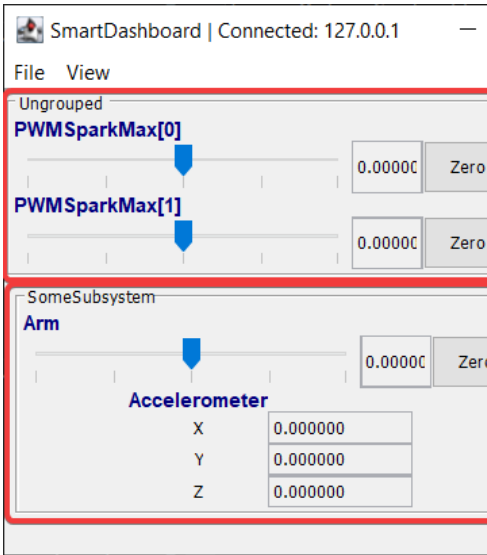 SmartDashboard | Connected: 127.0.0.1
File View
Ungrouped
PWMSparkMax[0]
0.00000 Zero
PWMSparkMax[1]
0.00000 Zero
SomeSubsystem
Arm
0.00000 Zero
Accelerometer
X 0.000000
Y 0.000000
Z 0.000000